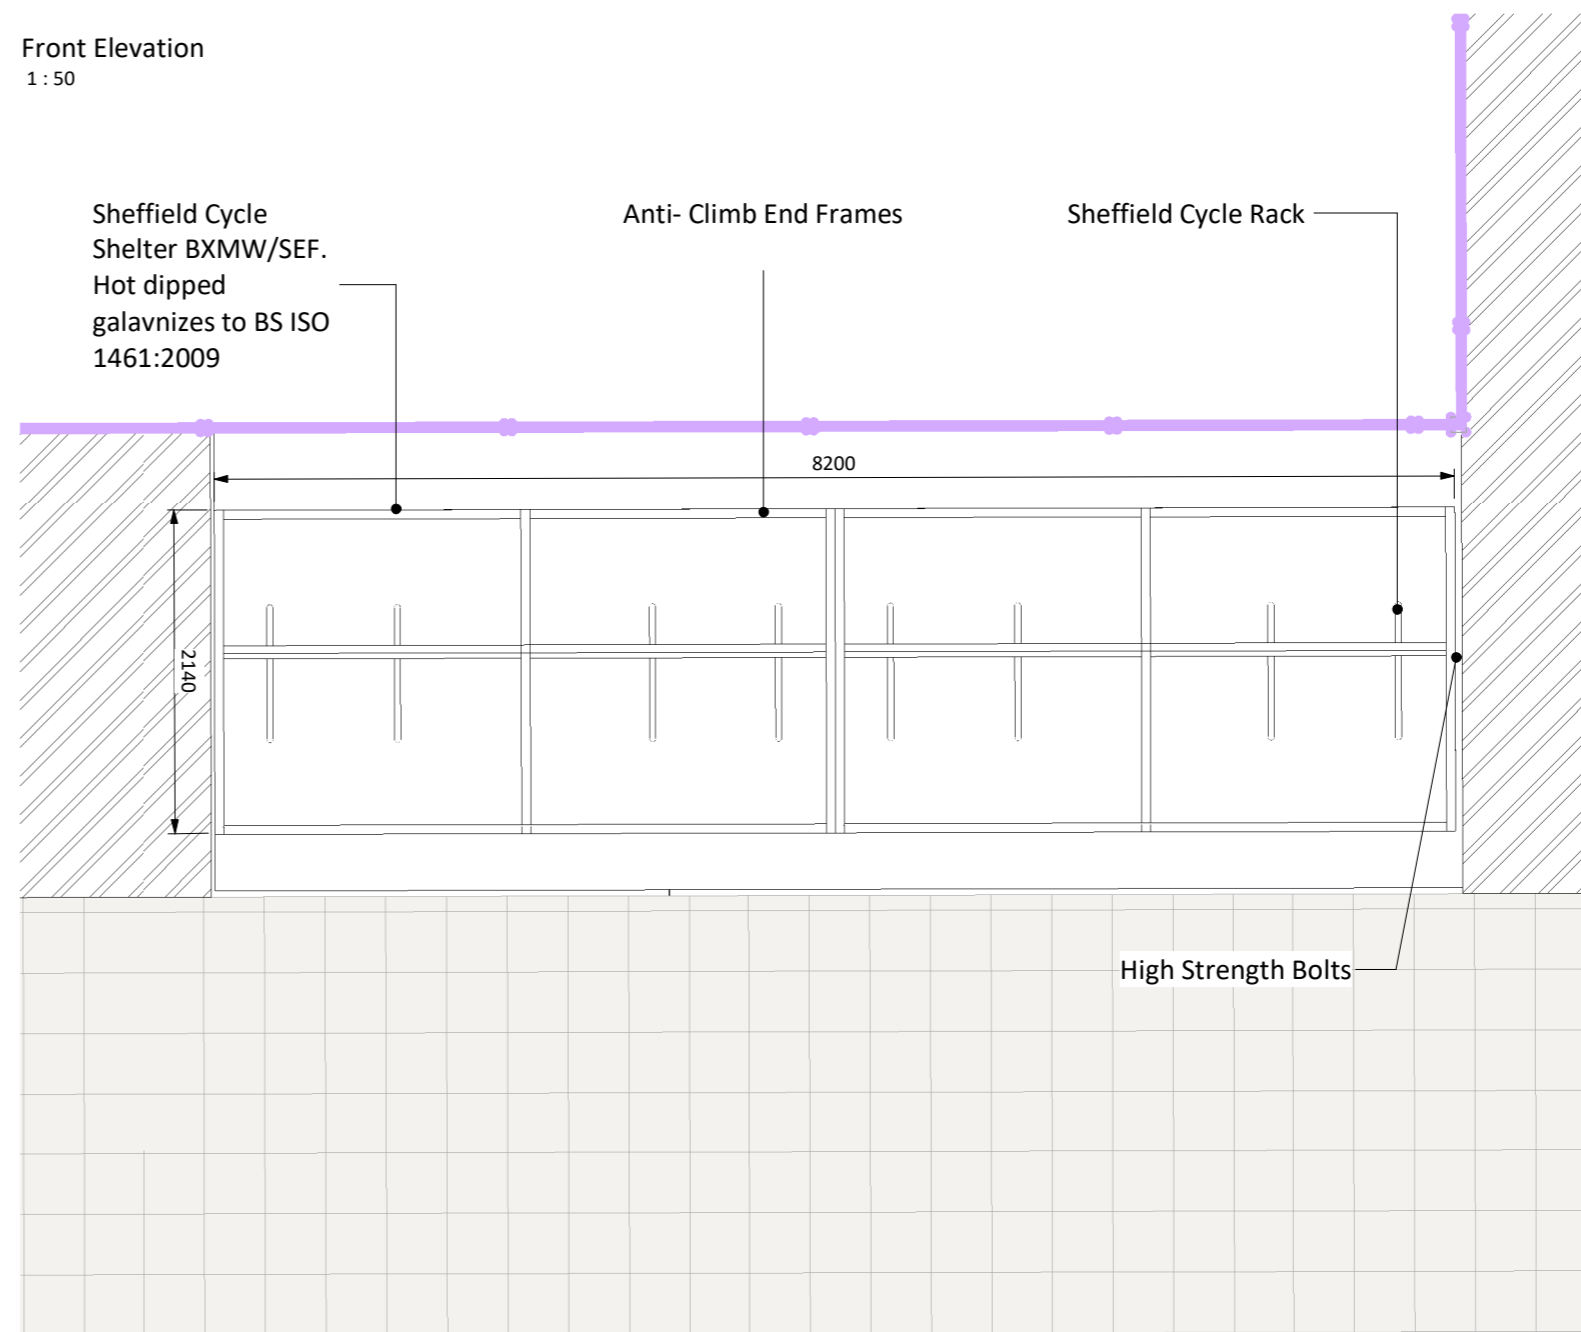 Front Elevation
1 : 50
Sheffield Cycle
Shelter BXMW/SEF.
Hot dipped
galavnizes to BS ISO
1461:2009
Anti- Climb End Frames
Sheffield Cycle Rack
8200
2140
High Strength Bolts